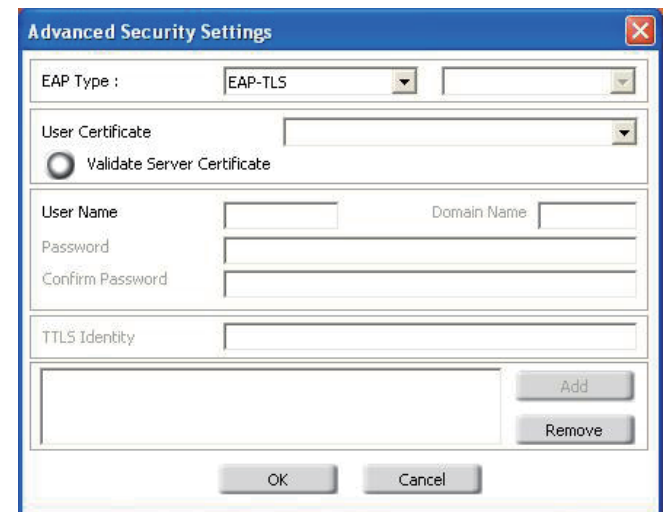 Advanced Security Settings
EAP Type : EAP-TLS
User Certificate
Validate Server Certificate
User Name Domain Name
Password
Confirm Password
TTLS Identity
Add
Remove
OK Cancel